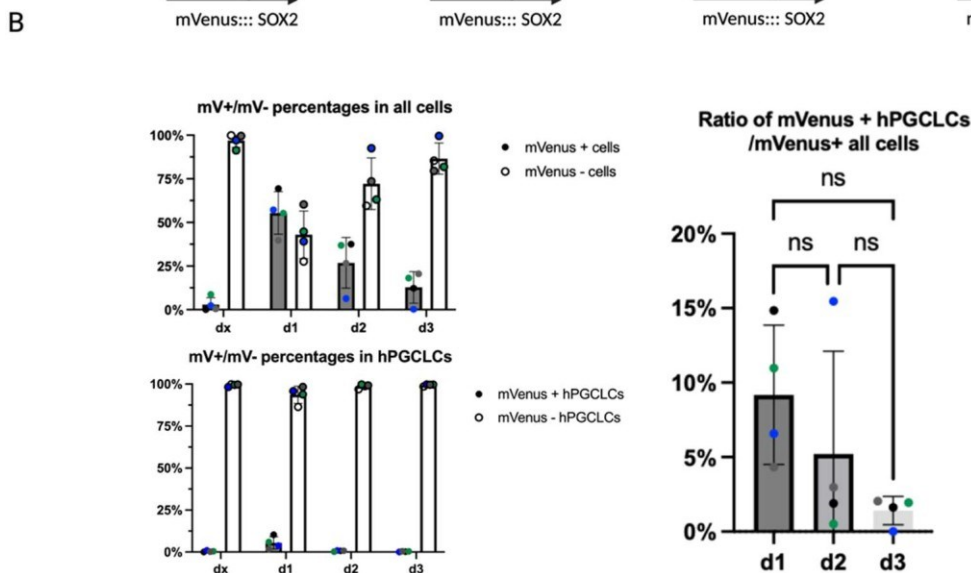 B
mVenus::: SOX2
mVenus::: SOX2
mVenus::: SOX2
mV+/mV- percentages in all cells
100%
75%
50%
25%
0%
dx
d1
d2
d3
mVenus + cells
mVenus - cells
mV+/mV- percentages in hPGCLCs
100%
75%
50%
25%
0%
dx
d1
d2
d3
mVenus + hPGCLCs
mVenus - hPGCLCs
Ratio of mVenus + hPGCLCs
/mVenus+ all cells
ns
ns
ns
20%
15%
10%
5%
0%
d1
d2
d3